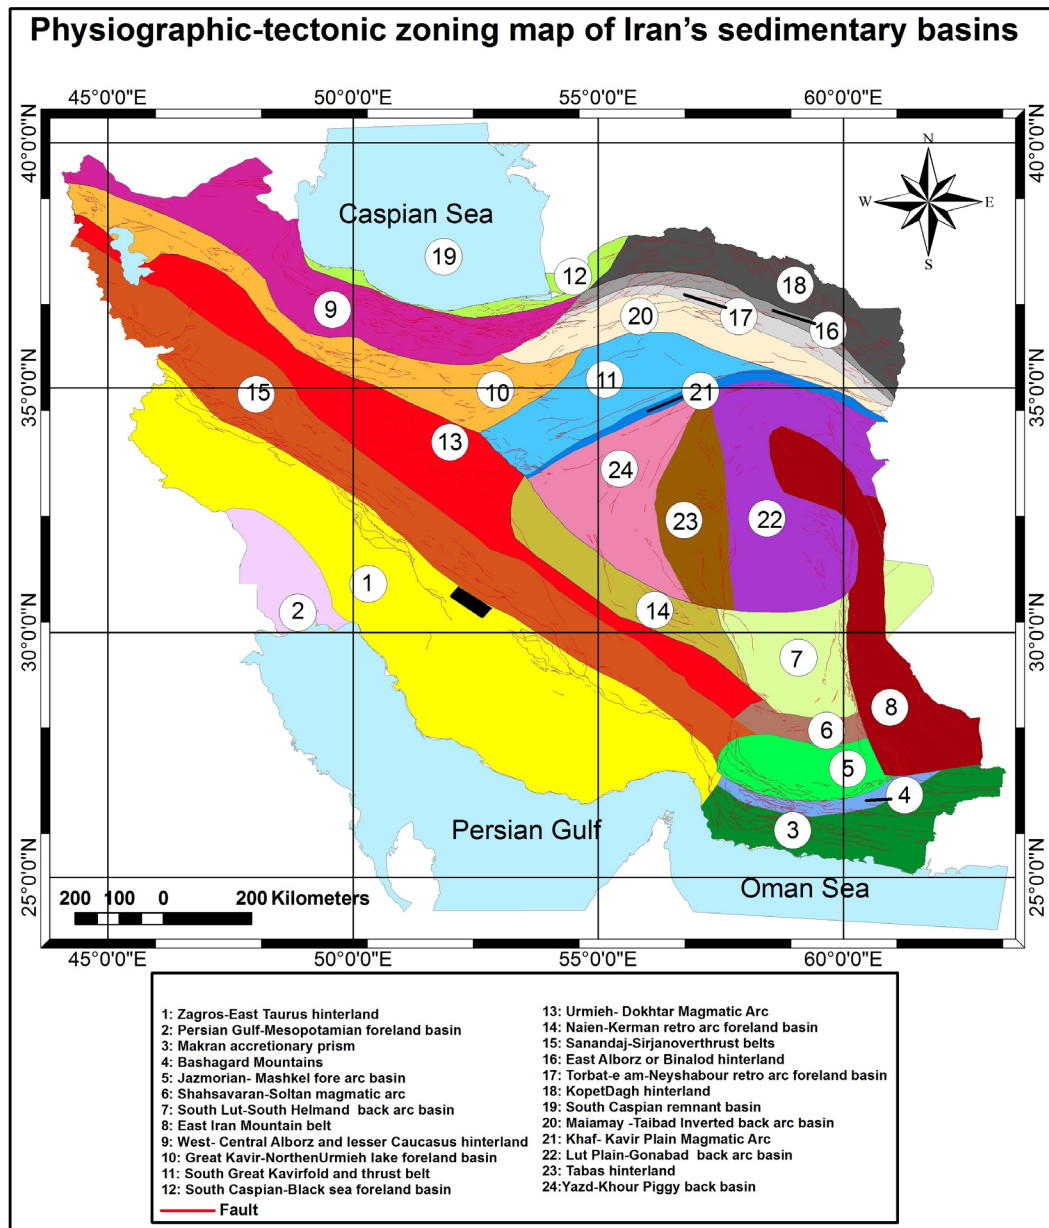 Physiographic-tectonic zoning map of Iran's sedimentary basins
45°0'0"E 50°0'0"E 55°0'0"E 60°0'0"E
40°0'0"N 40°0'0"N
N
W E
S
Caspian Sea
19
12
18
9
17
16
20
11
10
21
35°0'0"N 35°0'0"N
15
13
24
23
22
1
2
14
30°0'0"N 30°0'0"N
7
8
6
5
4
3
Persian Gulf
Oman Sea
25°0'0"N 25°0'0"N
200 100 0 200 Kilometers
45°0'0"E 50°0'0"E 55°0'0"E 60°0'0"E
1: Zagros-East Taurus hinterland
2: Persian Gulf-Mesopotamian foreland basin
3: Makran accretionary prism
4: Bashagard Mountains
5: Jazmorian- Mashkel fore arc basin
6: Shahsavaran-Soltan magmatic arc
7: South Lut-South Helmand back arc basin
8: East Iran Mountain belt
9: West- Central Alborz and lesser Caucasus hinterland
10: Great Kavir-NorthenUrmieh lake foreland basin
11: South Great Kavirfold and thrust belt
12: South Caspian-Black sea foreland basin
Fault
13: Urmieh- Dokhtar Magmatic Arc
14: Naien-Kerman retro arc foreland basin
15: Sanandaj-Sirjanoverthrust belts
16: East Alborz or Binalod hinterland
17: Torbat-e am-Neyshabour retro arc foreland basin
18: KopetDagh hinterland
19: South Caspian remnant basin
20: Maiamay -Taibad Inverted back arc basin
21: Khaf- Kavir Plain Magmatic Arc
22: Lut Plain-Gonabad back arc basin
23: Tabas hinterland
24:Yazd-Khour Piggy back basin